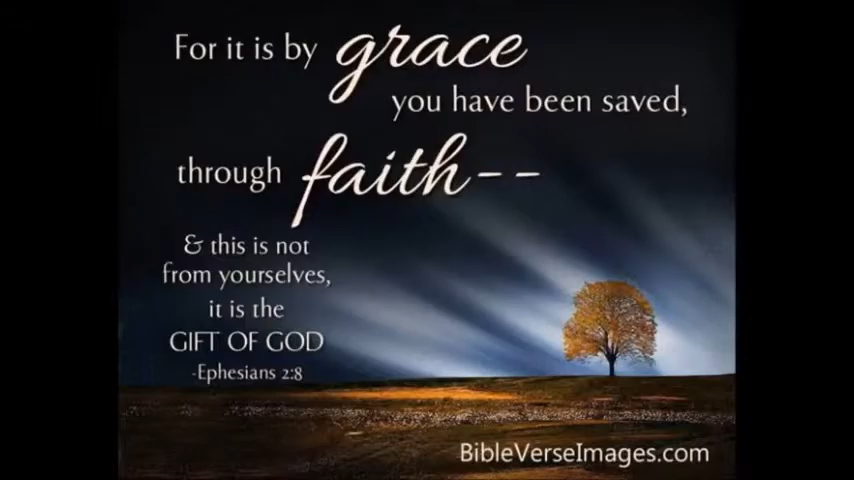 For it is by grace
you have been saved,
through faith--
& this is not
from yourselves,
it is the
GIFT OF GOD
-Ephesians 2:8
BibleVerseImages.com